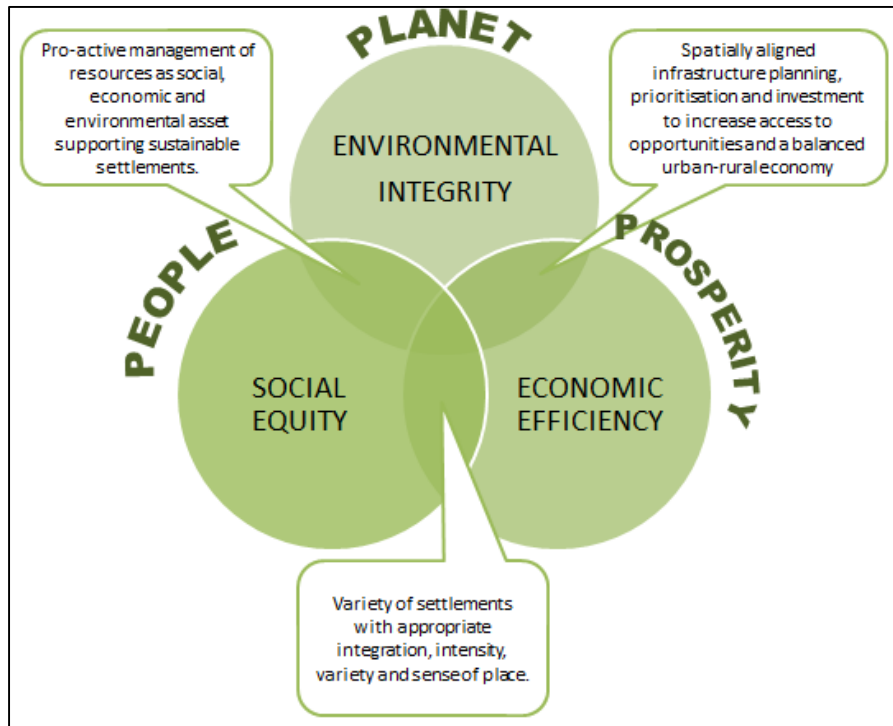 PLANET
Pro-active management of
resources as social,
economic and
environmental asset
supporting sustainable
settlements.
Spatially aligned
infrastructure planning,
prioritisation and investment
to increase access to
opportunities and a balanced
urban-rural economy
ENVIRONMENTAL
INTEGRITY
PEOPLE
PROSPERITY
SOCIAL
EQUITY
ECONOMIC
EFFICIENCY
Variety of settlements
with appropriate
integration, intensity,
variety and sense of place.